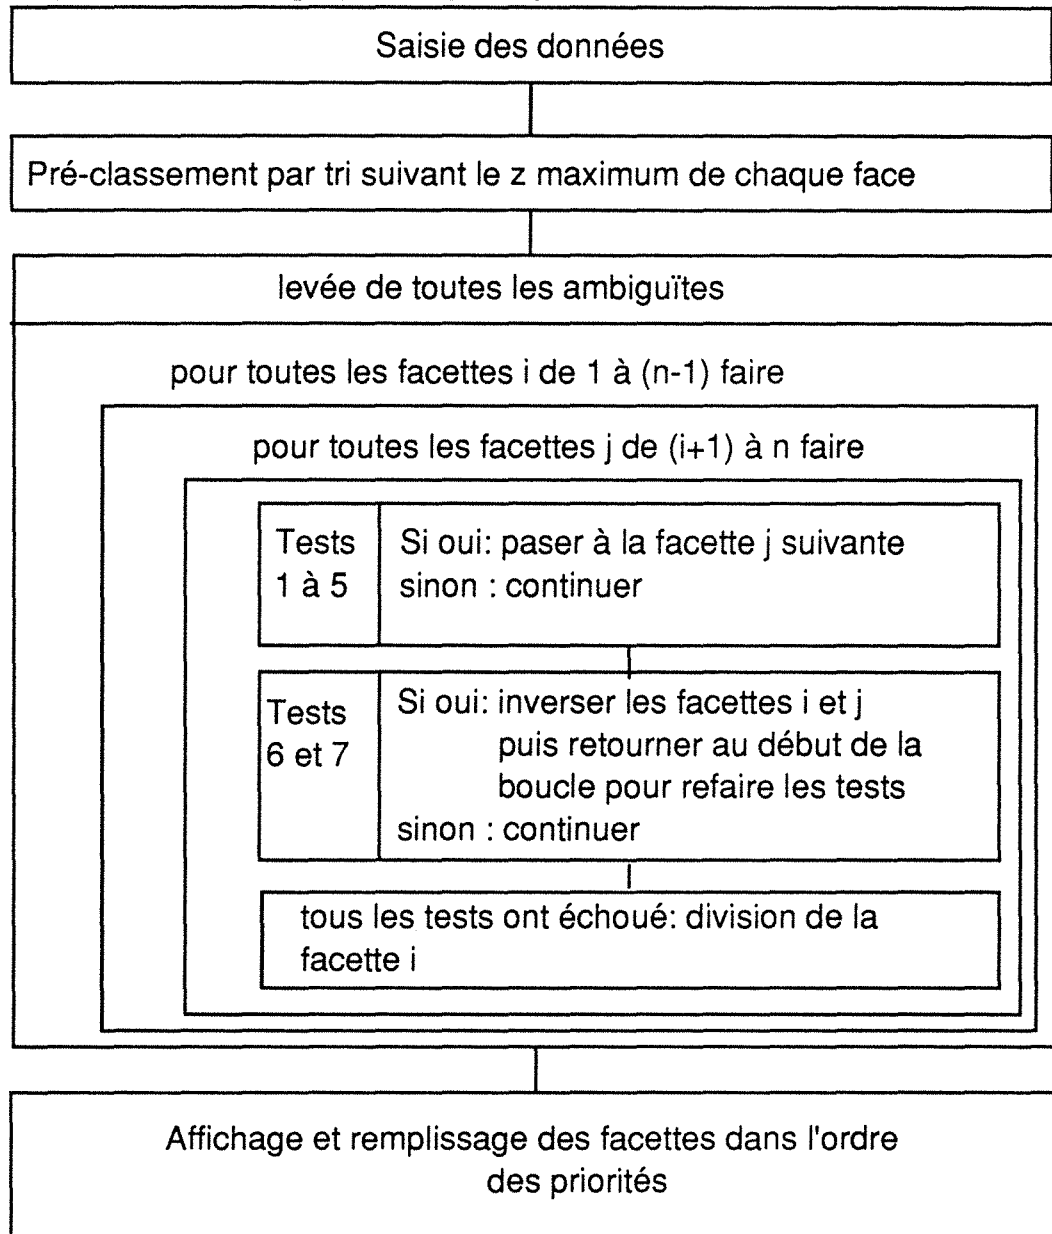 Saisie des données
Pré-classement par tri suivant le z maximum de chaque face
levée de toutes les ambiguïtes
pour toutes les facettes i de 1 à (n-1) faire
pour toutes les facettes j de (i+1) à n faire
Tests
1 à 5
Si oui: paser à la facette j suivante
sinon : continuer
Tests
6 et 7
Si oui: inverser les facettes i et j
puis retourner au début de la
boucle pour refaire les tests
sinon : continuer
tous les tests ont échoué: division de la
facette i
Affichage et remplissage des facettes dans l'ordre
des priorités